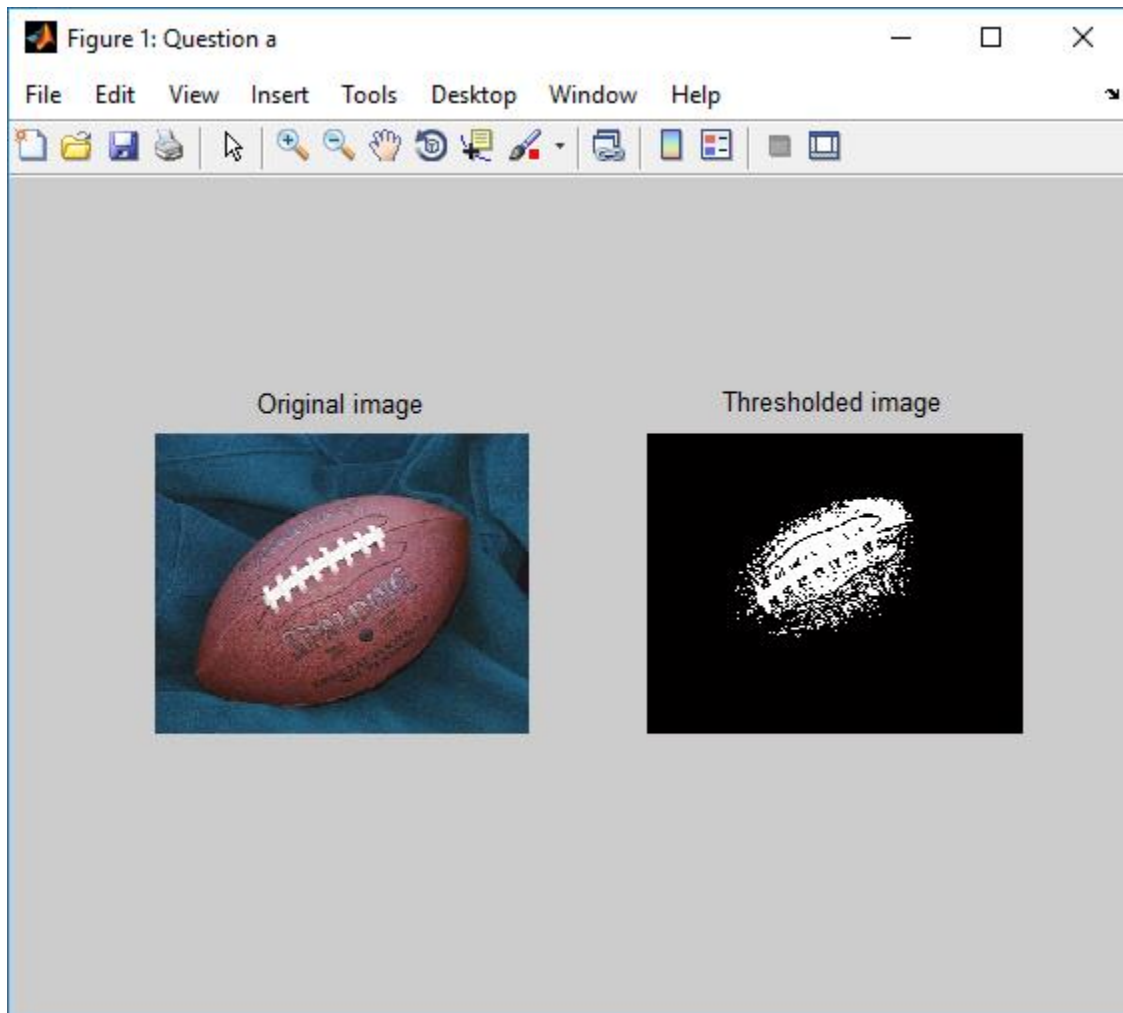 Figure 1: Question a
File Edit View Insert Tools Desktop Window Help
Original image
Thresholded image
SPALDING